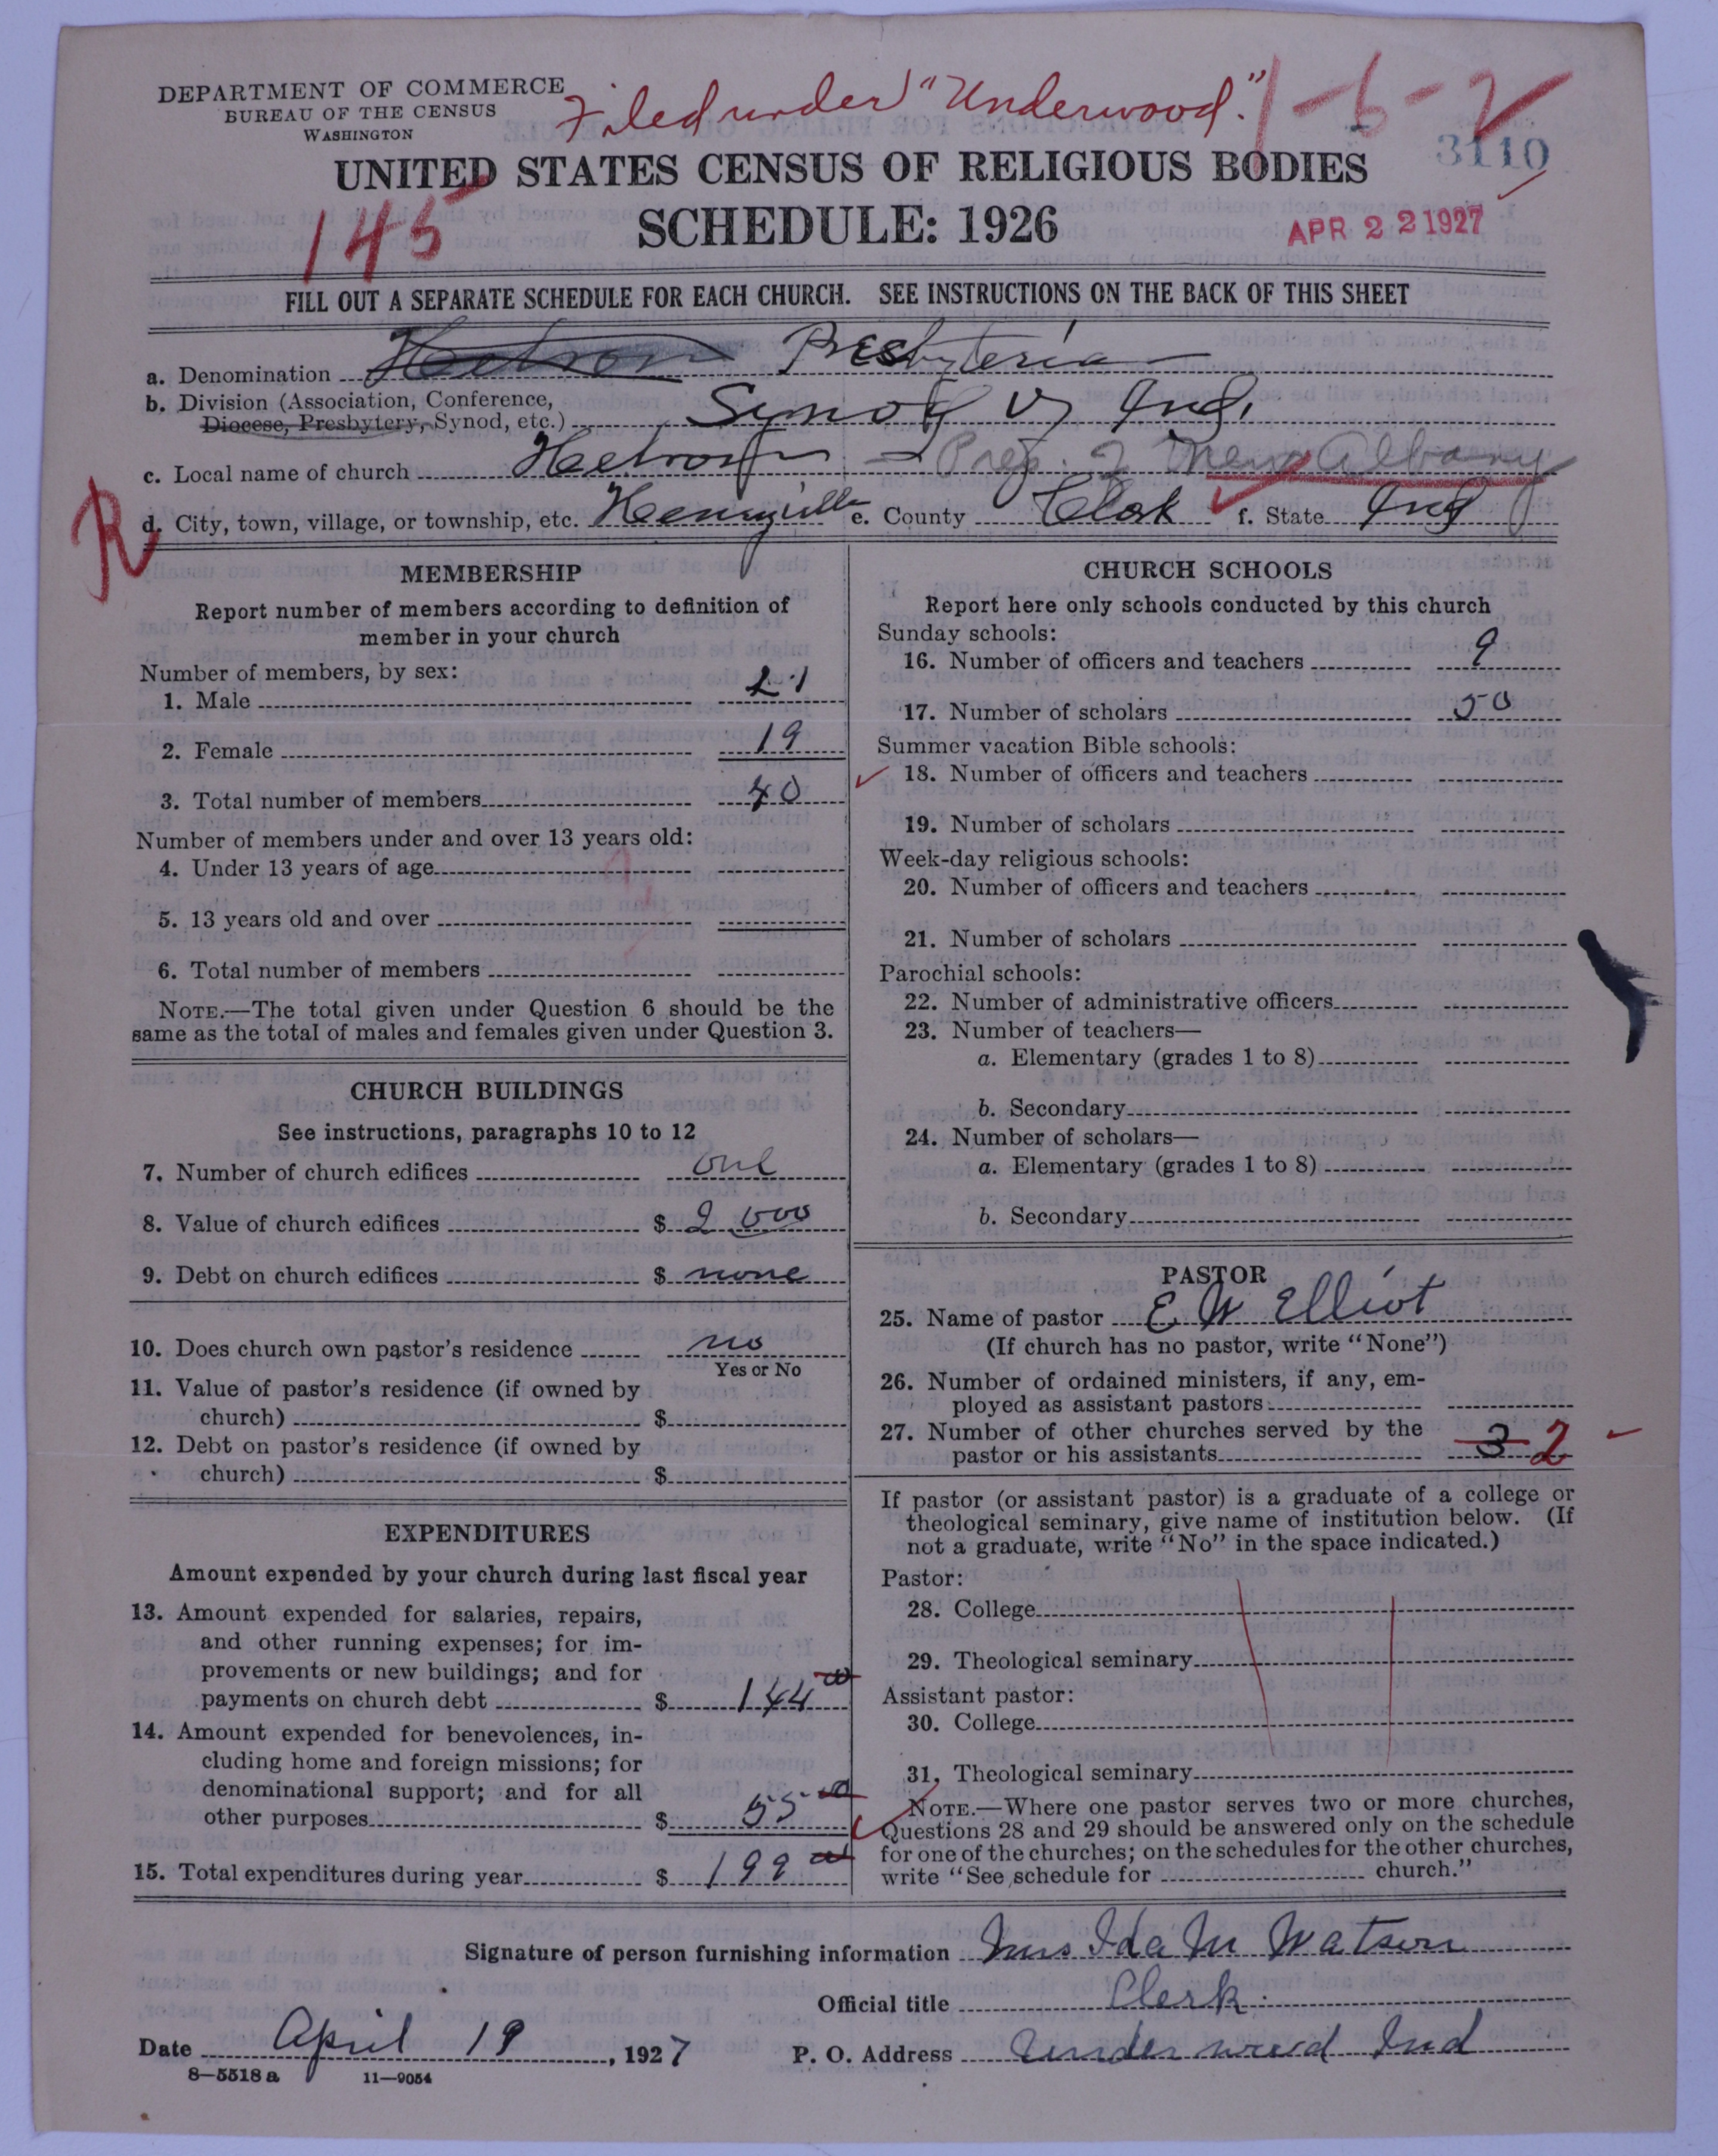 DEPARTMENT OF COMMERCE
BUREAU OF THE CENSUS
WASHINGTON
Filed under "Underwood."
1-6-2
3110
UNITED STATES CENSUS OF RELIGIOUS BODIES
145
SCHEDULE: 1926
APR 22 1927
FILL OUT A SEPARATE SCHEDULE FOR EACH CHURCH. SEE INSTRUCTIONS ON THE BACK OF THIS SHEET
a. Denomination Hebron Presbyteria
b. Division (Association, Conference,
Diocese, Presbytery, Synod, etc.) Synod of Ind.
c. Local name of church Hebron - Presb. of New Albany
R
d. City, town, village, or township, etc. Henryville e. County Clark f. State Ind
MEMBERSHIP
Report number of members according to definition of
member in your church
Number of members, by sex:
1. Male 21
2. Female 19
3. Total number of members 40
Number of members under and over 13 years old:
4. Under 13 years of age
5. 13 years old and over
6. Total number of members
NOTE.—The total given under Question 6 should be the
same as the total of males and females given under Question 3.
CHURCH BUILDINGS
See instructions, paragraphs 10 to 12
7. Number of church edifices one
8. Value of church edifices $ 2000
9. Debt on church edifices $ none
10. Does church own pastor's residence no
Yes or No
11. Value of pastor's residence (if owned by
church) $
12. Debt on pastor's residence (if owned by
church) $
EXPENDITURES
Amount expended by your church during last fiscal year
13. Amount expended for salaries, repairs,
and other running expenses; for im-
provements or new buildings; and for
payments on church debt $ 144 00
14. Amount expended for benevolences, in-
cluding home and foreign missions; for
denominational support; and for all
other purposes $ 55 00
15. Total expenditures during year $ 199 00
CHURCH SCHOOLS
Report here only schools conducted by this church
Sunday schools:
16. Number of officers and teachers 9
17. Number of scholars 50
Summer vacation Bible schools:
18. Number of officers and teachers
19. Number of scholars
Week-day religious schools:
20. Number of officers and teachers
21. Number of scholars
Parochial schools:
22. Number of administrative officers
23. Number of teachers—
a. Elementary (grades 1 to 8)
b. Secondary
24. Number of scholars—
a. Elementary (grades 1 to 8)
b. Secondary
PASTOR
25. Name of pastor E W Elliot
(If church has no pastor, write "None")
26. Number of ordained ministers, if any, em-
ployed as assistant pastors
27. Number of other churches served by the
pastor or his assistants 3 2
If pastor (or assistant pastor) is a graduate of a college or
theological seminary, give name of institution below. (If
not a graduate, write "No" in the space indicated.)
Pastor:
28. College
29. Theological seminary
Assistant pastor:
30. College
31. Theological seminary
NOTE.—Where one pastor serves two or more churches,
Questions 28 and 29 should be answered only on the schedule
for one of the churches; on the schedules for the other churches,
write "See schedule for church."
Signature of person furnishing information Mrs Ida M Watson
Official title Clerk.
Date April 19, 1927 P. O. Address Underwood Ind
8—5518 a 11—9054